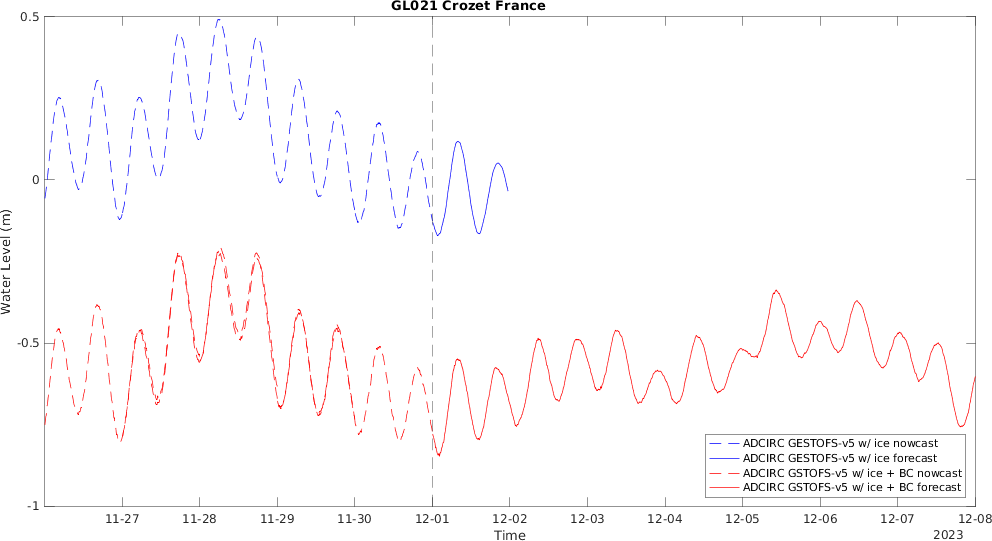 GL021 Crozet France
0.5
0
-0.5
-1
Water Level (m)
11-27 11-28 11-29 11-30 12-01 12-02 12-03 12-04 12-05 12-06 12-07 12-08
Time
2023
ADCIRC GESTOFS-v5 w/ ice nowcast
ADCIRC GESTOFS-v5 w/ ice forecast
ADCIRC GSTOFS-v5 w/ ice + BC nowcast
ADCIRC GSTOFS-v5 w/ ice + BC forecast